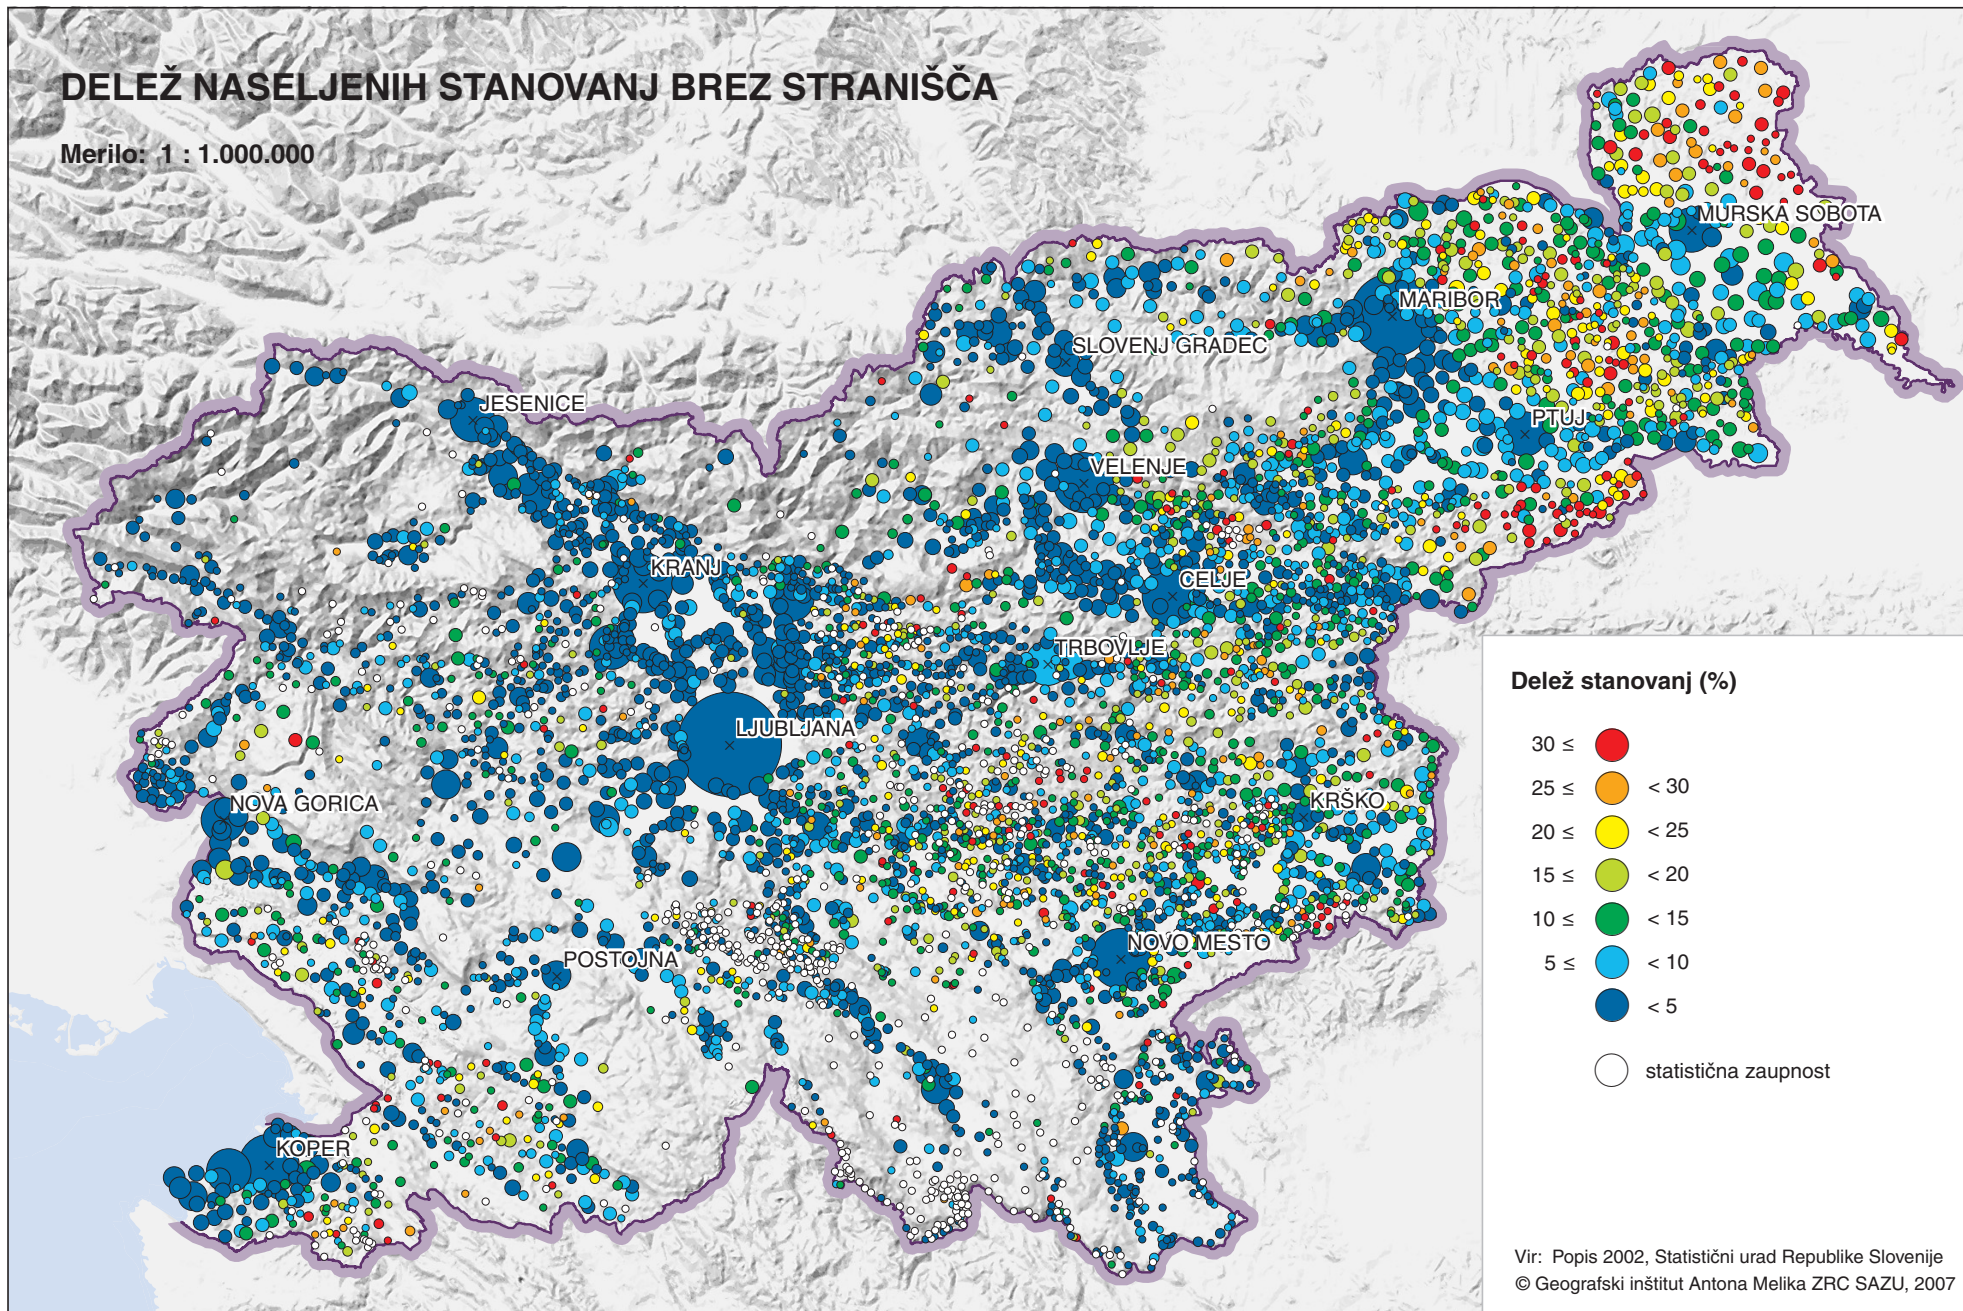 DELEŽ NASELJENIH STANOVANJ BREZ STRANIŠČA
Merilo: 1 : 1.000.000
MURSKA SOBOTA
MARIBOR
SLOVENJ GRADEC
JESENICE
PTUJ
VELENJE
KRANJ
CELJE
TRBOVLJE
LJUBLJANA
NOVA GORICA
KRŠKO
NOVO MESTO
POSTOJNA
KOPER
Delež stanovanj (%)
30 ≤
25 ≤ < 30
20 ≤ < 25
15 ≤ < 20
10 ≤ < 15
5 ≤ < 10
< 5
statistična zaupnost
Vir: Popis 2002, Statistični urad Republike Slovenije
© Geografski inštitut Antona Melika ZRC SAZU, 2007